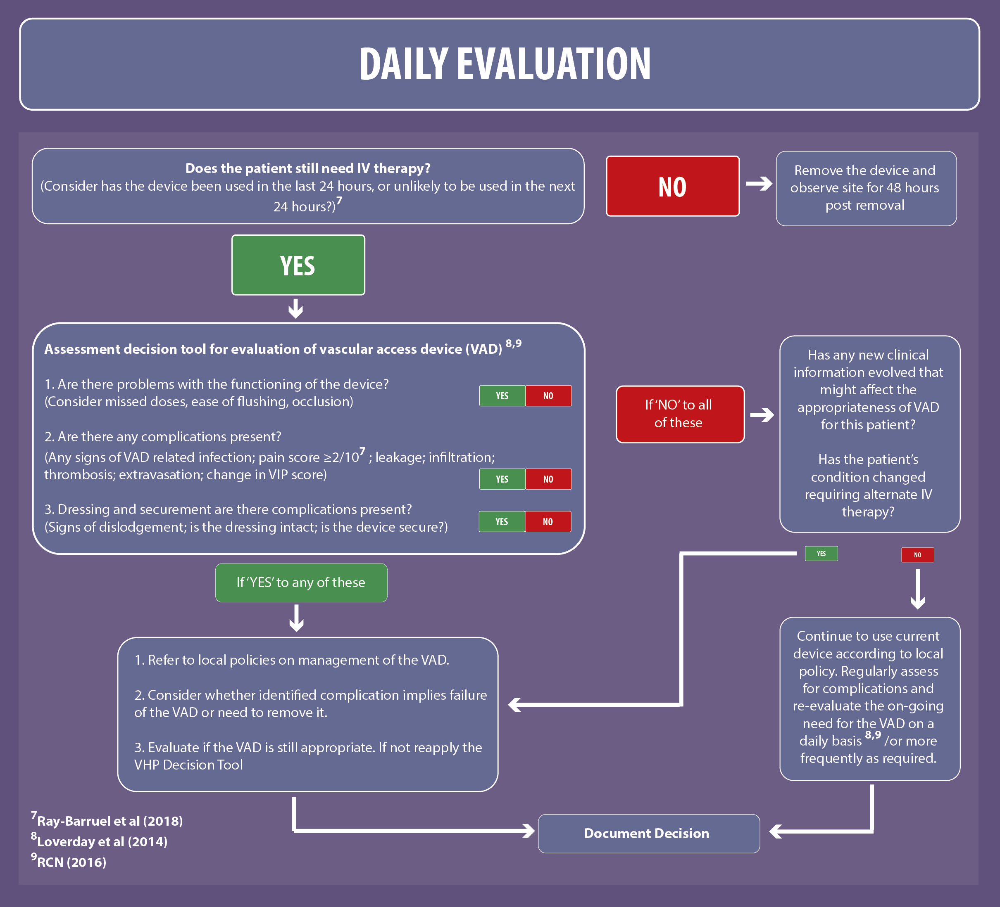 DAILY EVALUATION
Does the patient still need IV therapy?
(Consider has the device been used in the last 24 hours, or unlikely to be used in the next
24 hours?)7
NO
Remove the device and
observe site for 48 hours
post removal
YES
Assessment decision tool for evaluation of vascular access device (VAD) 8,9
1. Are there problems with the functioning of the device?
(Consider missed doses, ease of flushing, occlusion)
YES NO
2. Are there any complications present?
(Any signs of VAD related infection; pain score ≥2/107 ; leakage; infiltration;
thrombosis; extravasation; change in VIP score)
YES NO
3. Dressing and securement are there complications present?
(Signs of dislodgement; is the dressing intact; is the device secure?)
YES NO
If ‘NO’ to all
of these
Has any new clinical
information evolved that
might affect the
appropriateness of VAD
for this patient?
Has the patient’s
condition changed
requiring alternate IV
therapy?
YES
NO
If ‘YES’ to any of these
1. Refer to local policies on management of the VAD.
2. Consider whether identified complication implies failure
of the VAD or need to remove it.
3. Evaluate if the VAD is still appropriate. If not reapply the
VHP Decision Tool
Continue to use current
device according to local
policy. Regularly assess
for complications and
re-evaluate the on-going
need for the VAD on a
daily basis 8,9 /or more
frequently as required.
Document Decision
7Ray-Barruel et al (2018)
8Loverday et al (2014)
9RCN (2016)